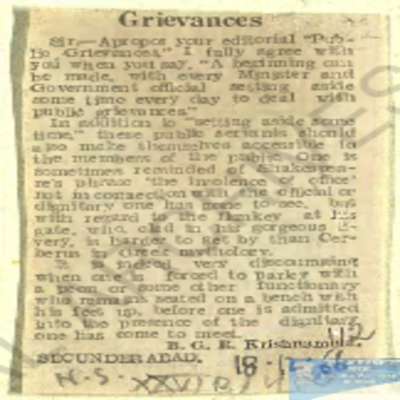 Grievances
Sir,—Apropos your editorial "Pub-
lic Grievances," I fully agree with
you when you say, "A beginning can
be made, with every Minister and
Government official setting aside
some time every day to deal with
public grievances"
In addition to "setting aside some
time," these public servants should
also make themselves accessible to
the members of the public One is
sometimes reminded of Shakespea-
re's phrase "the insolence of office"
not in connection with the official or
dignitary one has gone to see, but
with regard to the flunkey at his
gate, who clad in his gorgeous li-
very, is harder to get by than Cer-
berus in Greek mythology.
It is indeed very
when one is forced to parley with
a peon or some other functionary
who remains seated on a bench with
his feet up, before one is admitted
into the presence of the dignitary
one has come to meet.
B. G. R. Krishnamu
SECUNDERABAD.
18
N. S. XXVI